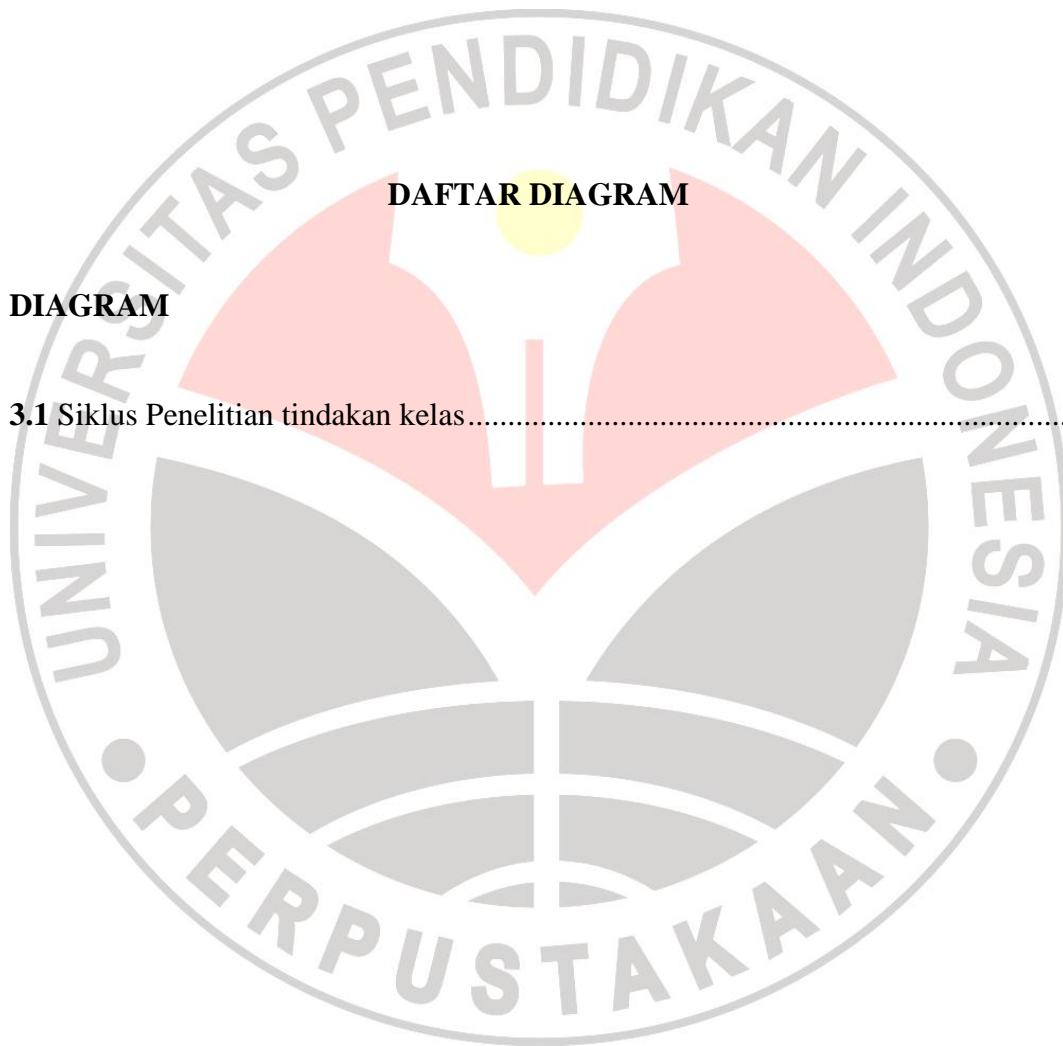 UNIVERSITAS PENDIDIKAN INDONESIA
DAFTAR DIAGRAM
DIAGRAM
3.1 Siklus Penelitian tindakan kelas..........................................................................
PERPUSTAKAAN